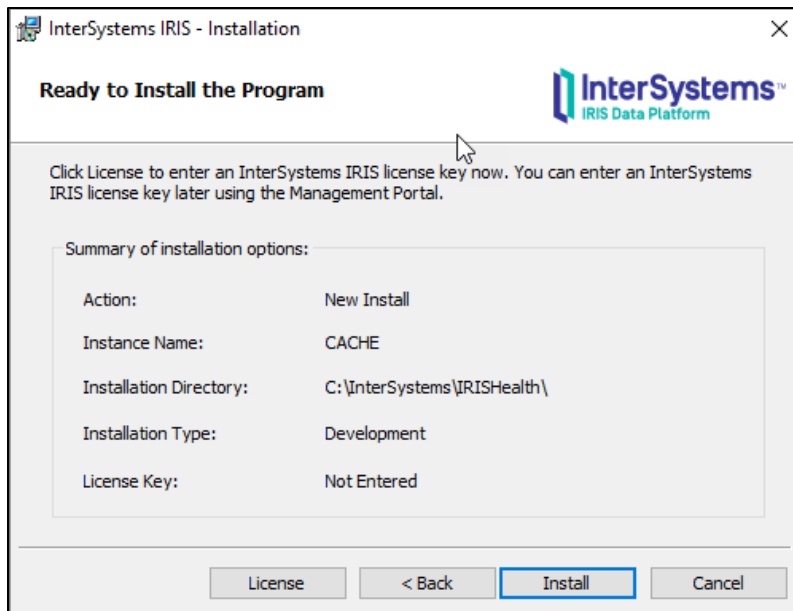 InterSystems IRIS - Installation
Ready to Install the Program
InterSystems™
IRIS Data Platform
Click License to enter an InterSystems IRIS license key now. You can enter an InterSystems
IRIS license key later using the Management Portal.
Summary of installation options:
Action: New Install
Instance Name: CACHE
Installation Directory: C:\InterSystems\IRISHealth\
Installation Type: Development
License Key: Not Entered
License < Back Install Cancel